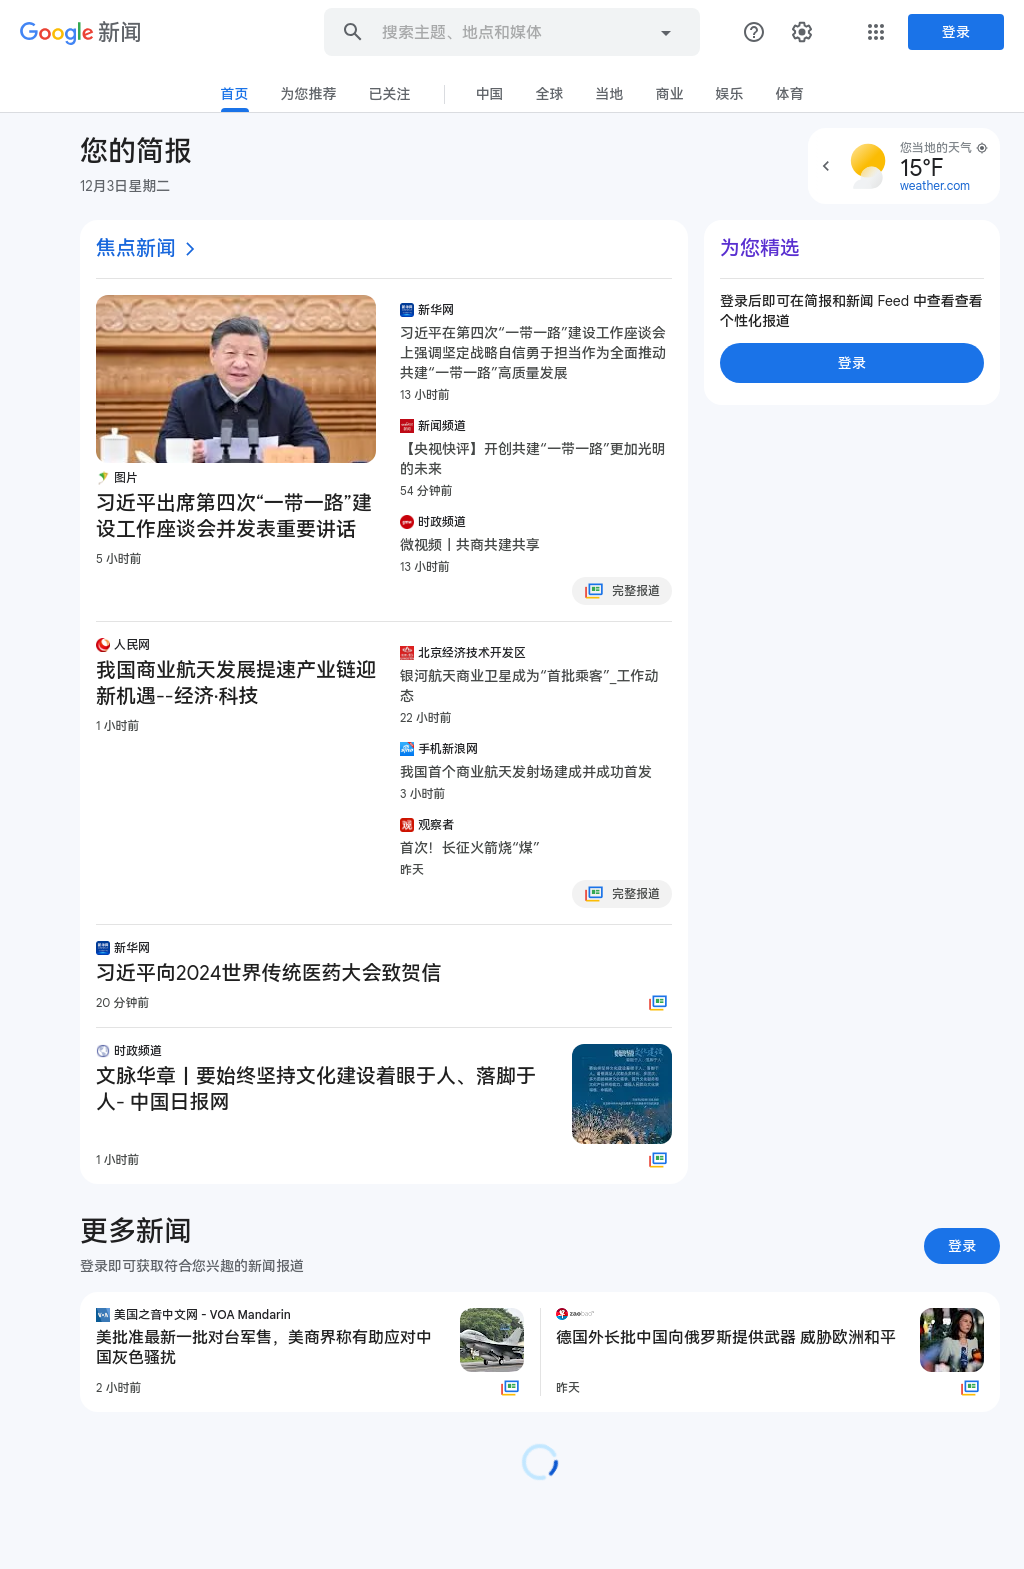 Google 新闻
搜索主题、地点和媒体
登录
首页 为您推荐 已关注 中国 全球 当地 商业 娱乐 体育
您的简报
12月3日星期二
您当地的天气
15°F
weather.com
焦点新闻
图片
习近平出席第四次“一带一路”建
设工作座谈会并发表重要讲话
5 小时前
新华网
习近平在第四次“一带一路”建设工作座谈会
上强调坚定战略自信勇于担当作为全面推动
共建“一带一路”高质量发展
13 小时前
新闻频道
【央视快评】开创共建“一带一路”更加光明
的未来
54 分钟前
时政频道
微视频丨共商共建共享
13 小时前
完整报道
人民网
我国商业航天发展提速产业链迎
新机遇--经济·科技
1 小时前
北京经济技术开发区
银河航天商业卫星成为“首批乘客”_工作动
态
22 小时前
手机新浪网
我国首个商业航天发射场建成并成功首发
3 小时前
观察者
首次！长征火箭烧“煤”
昨天
完整报道
新华网
习近平向2024世界传统医药大会致贺信
20 分钟前
时政频道
文脉华章丨要始终坚持文化建设着眼于人、落脚于
人- 中国日报网
1 小时前
为您精选
登录后即可在简报和新闻 Feed 中查看查看
个性化报道
登录
更多新闻
登录即可获取符合您兴趣的新闻报道
登录
VOA
美国之音中文网 - VOA Mandarin
美批准最新一批对台军售，美商界称有助应对中
国灰色骚扰
2 小时前
zaobao
德国外长批中国向俄罗斯提供武器 威胁欧洲和平
昨天